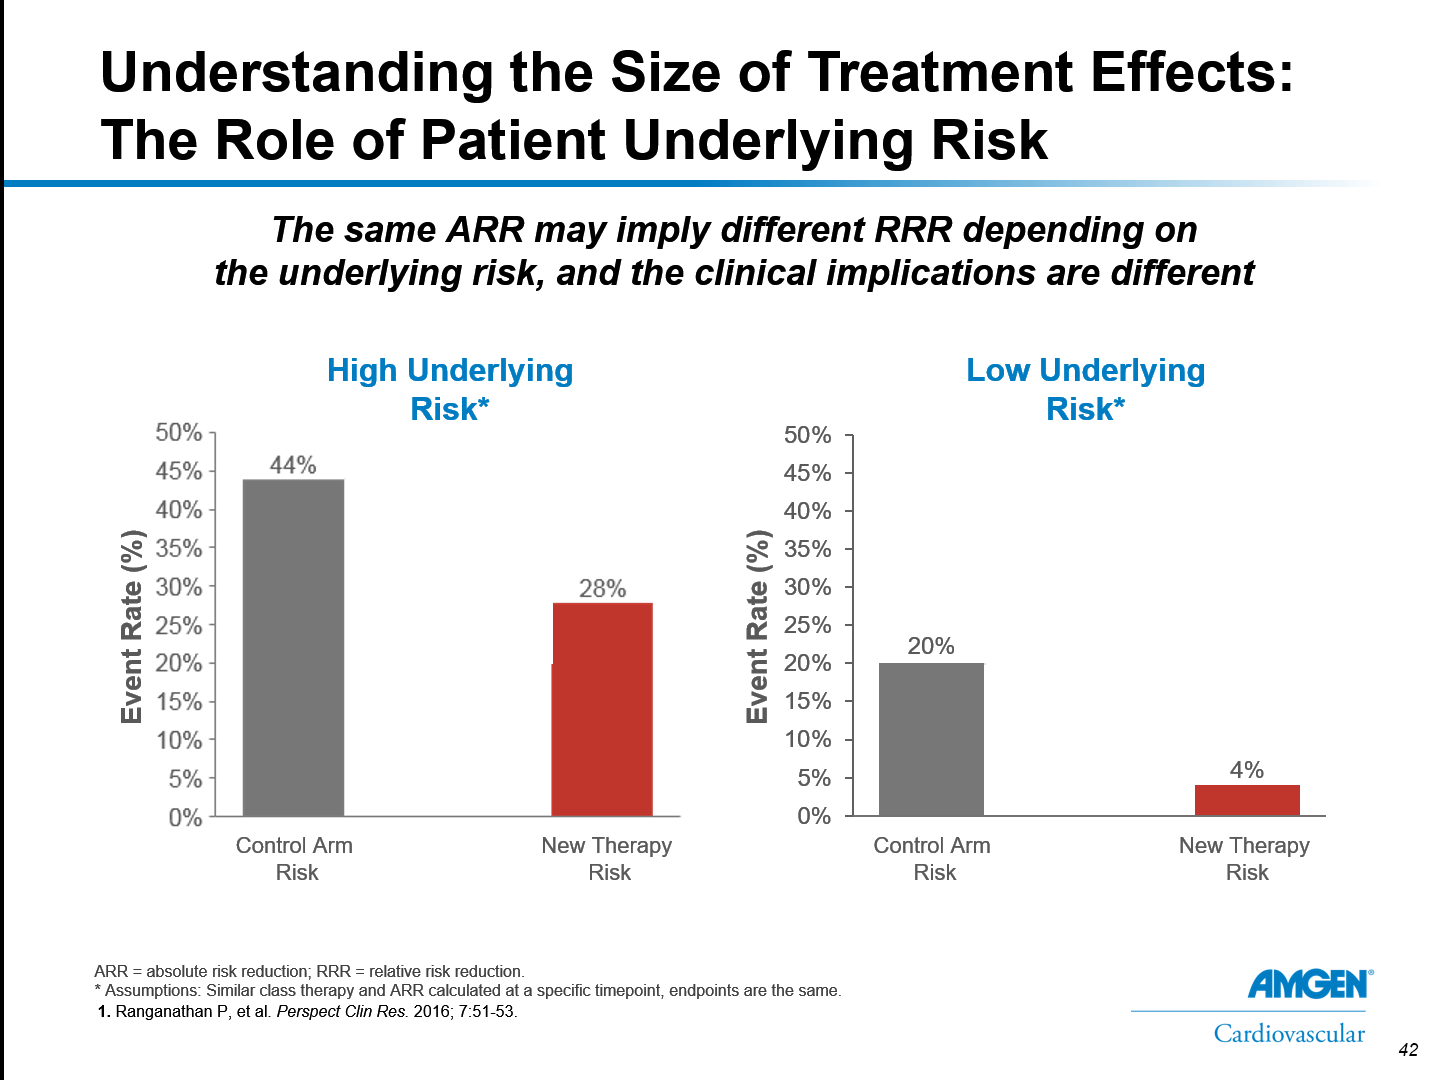 Understanding the Size of Treatment Effects:
The Role of Patient Underlying Risk
The same ARR may imply different RRR depending on
the underlying risk, and the clinical implications are different
High Underlying
Risk*
50%
45%
40%
35%
30%
25%
20%
15%
10%
5%
0%
Event Rate (%)
44%
28%
Control Arm
Risk
New Therapy
Risk
Low Underlying
Risk*
50%
45%
40%
35%
30%
25%
20%
15%
10%
5%
0%
Event Rate (%)
20%
4%
Control Arm
Risk
New Therapy
Risk
ARR = absolute risk reduction; RRR = relative risk reduction.
* Assumptions: Similar class therapy and ARR calculated at a specific timepoint, endpoints are the same.
1. Ranganathan P, et al. Perspect Clin Res. 2016; 7:51-53.
AMGEN®
Cardiovascular
42